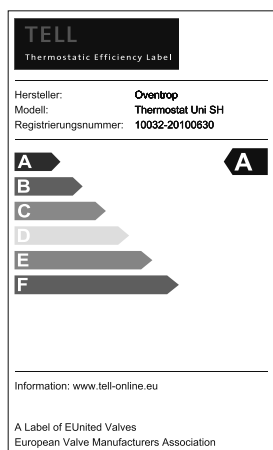 TELL
Thermostatic Efficiency Label
Hersteller: Oventrop
Modell: Thermostat Uni SH
Registrierungsnummer: 10032-20100630
A A
B
C
D
E
F
Information: www.tell-online.eu
A Label of EUnited Valves
European Valve Manufacturers Association